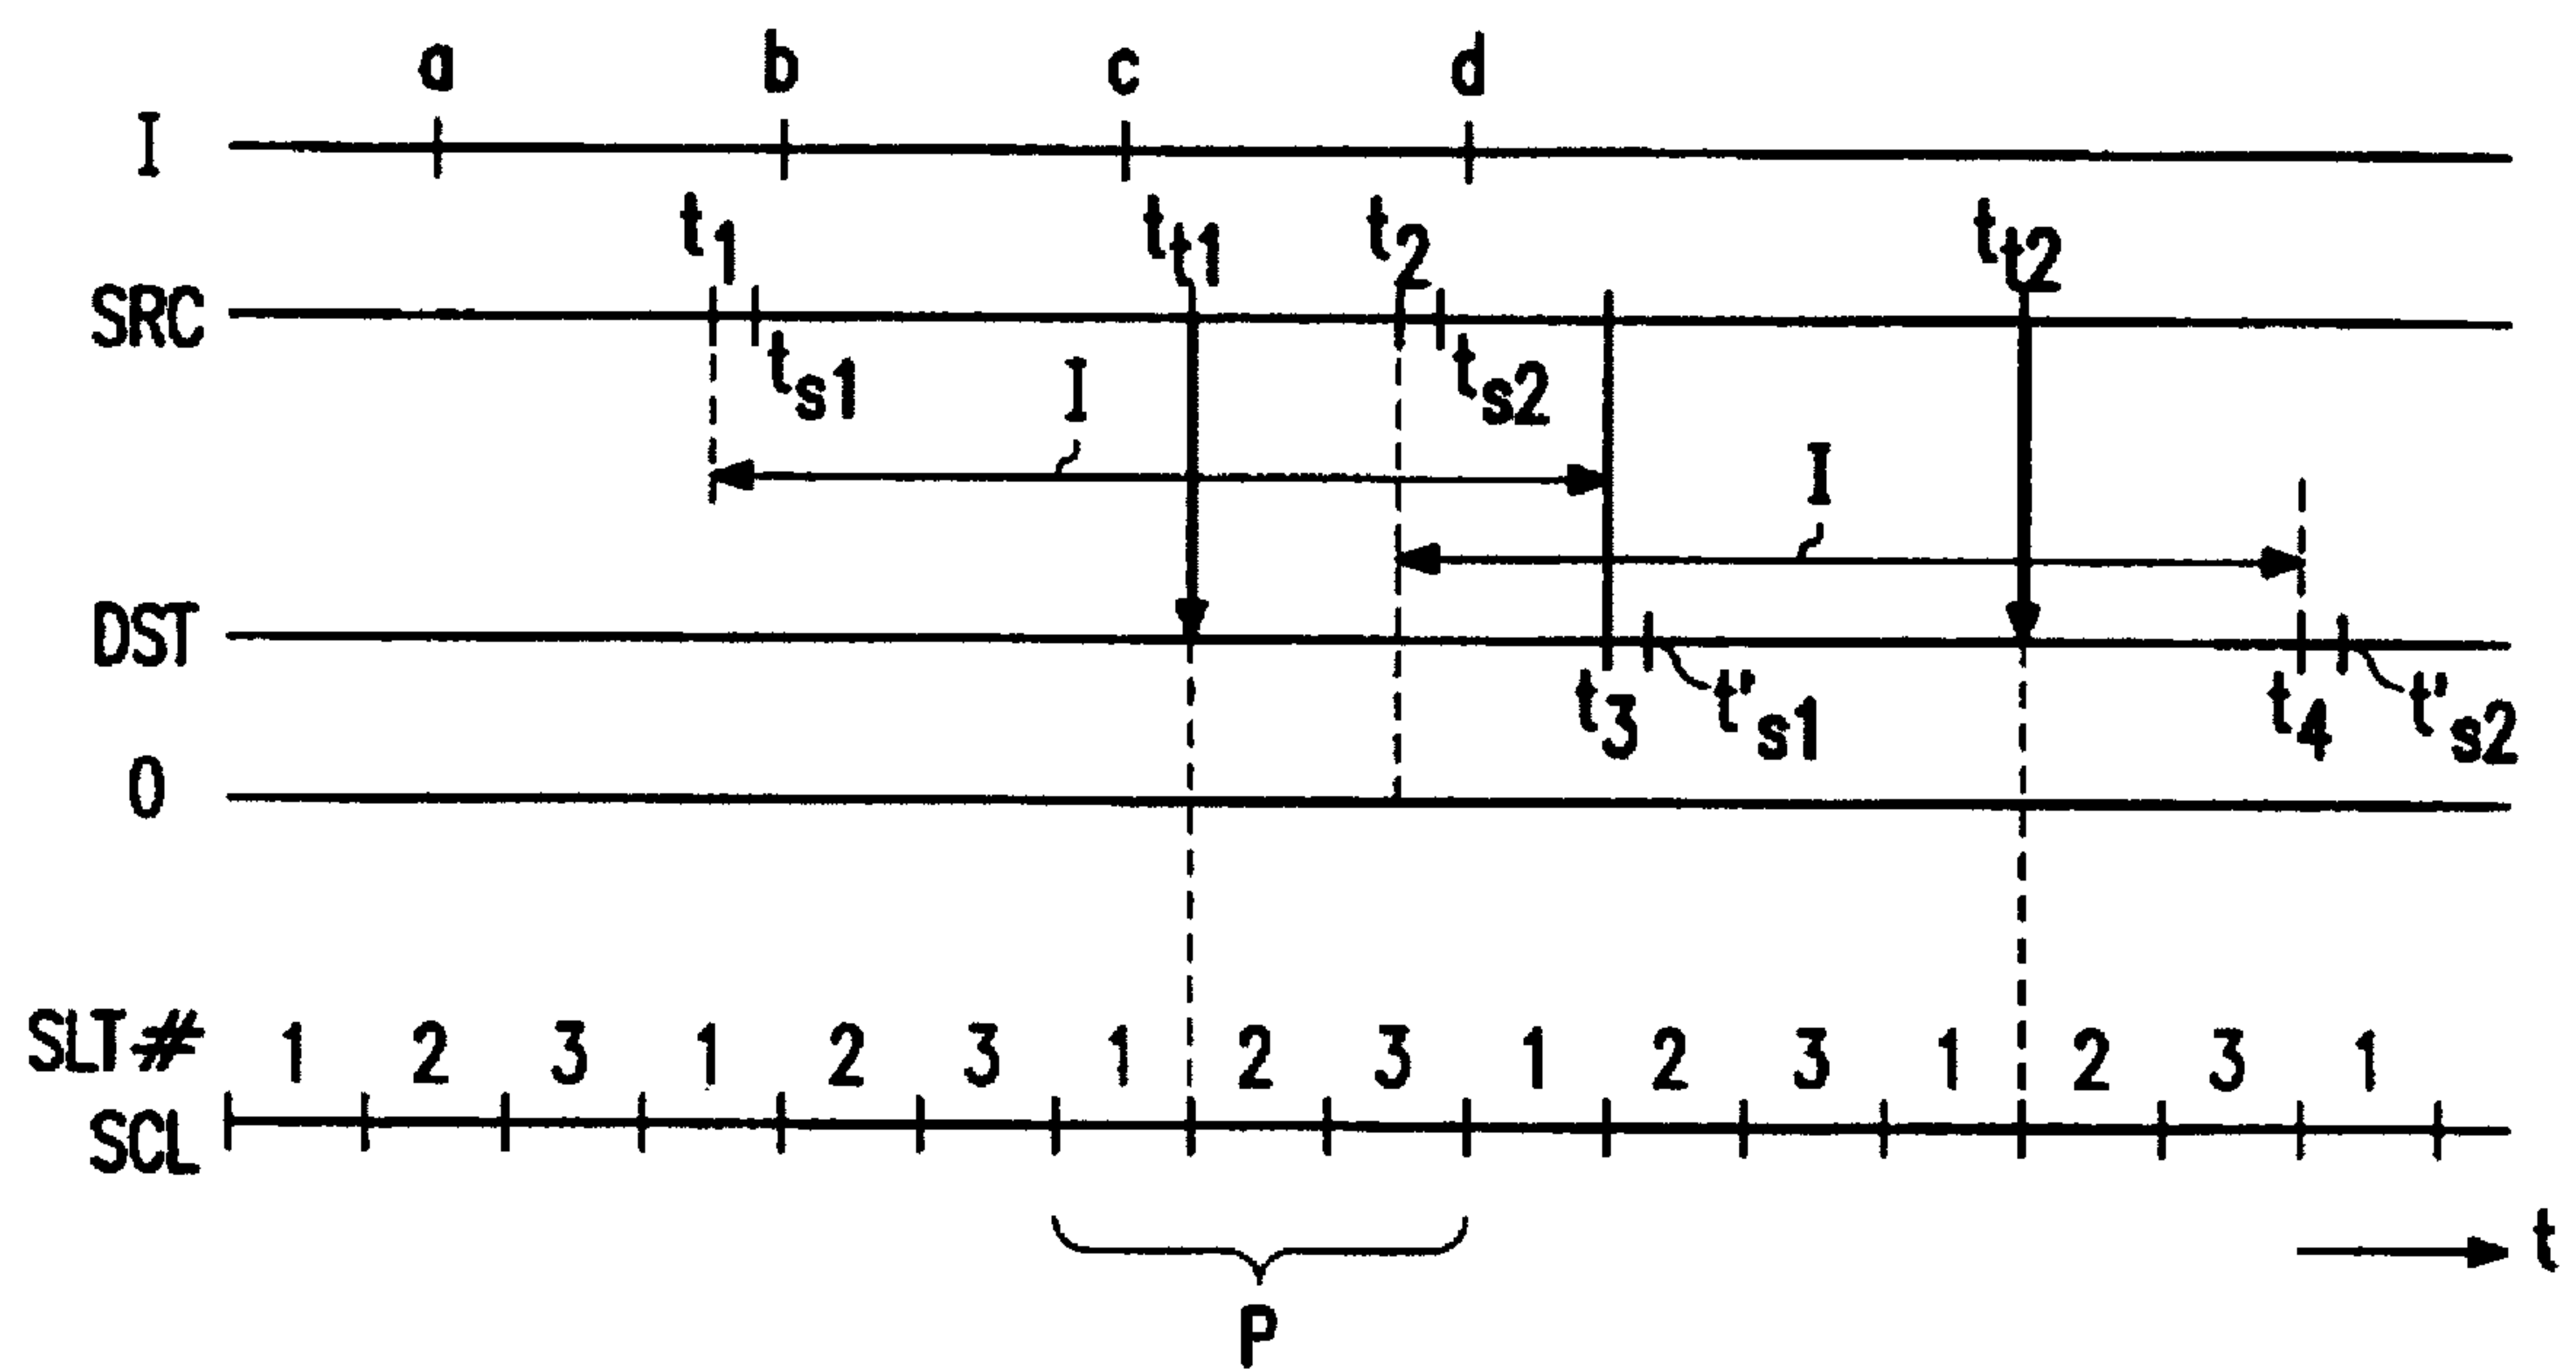 a b c d
I
t1 tt1 t2 tt2
SRC
ts1 I ts2
I
DST
t3 t's1 t4 t's2
O
SLT# 1 2 3 1 2 3 1 2 3 1 2 3 1 2 3 1
SCL
t
P